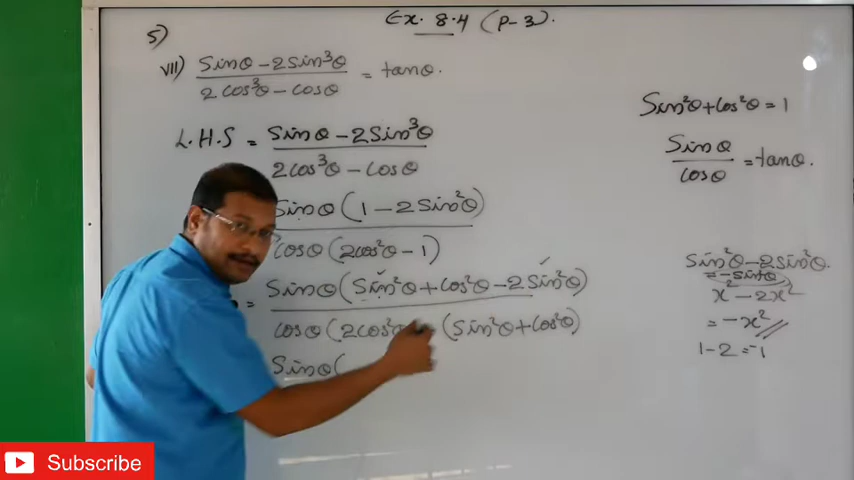 Ex. 8.4 (P-3).
5)
VII) Sinθ - 2Sin³θ / 2cos³θ - cosθ = tanθ.
L.H.S = Sinθ - 2Sin³θ / 2cos³θ - cosθ
Sinθ (1 - 2Sin²θ) / cosθ (2cos²θ - 1)
= Sinθ (Sin²θ + cos²θ - 2Sin²θ) / cosθ (2cos²θ (Sin²θ + cos²θ)
Sinθ (
Sin²θ + cos²θ = 1
Sinθ / cosθ = tanθ.
Sin²θ - 2Sin²θ.
= -Sinθ
x² - 2x²
= -x²
1 - 2 = -1
Subscribe